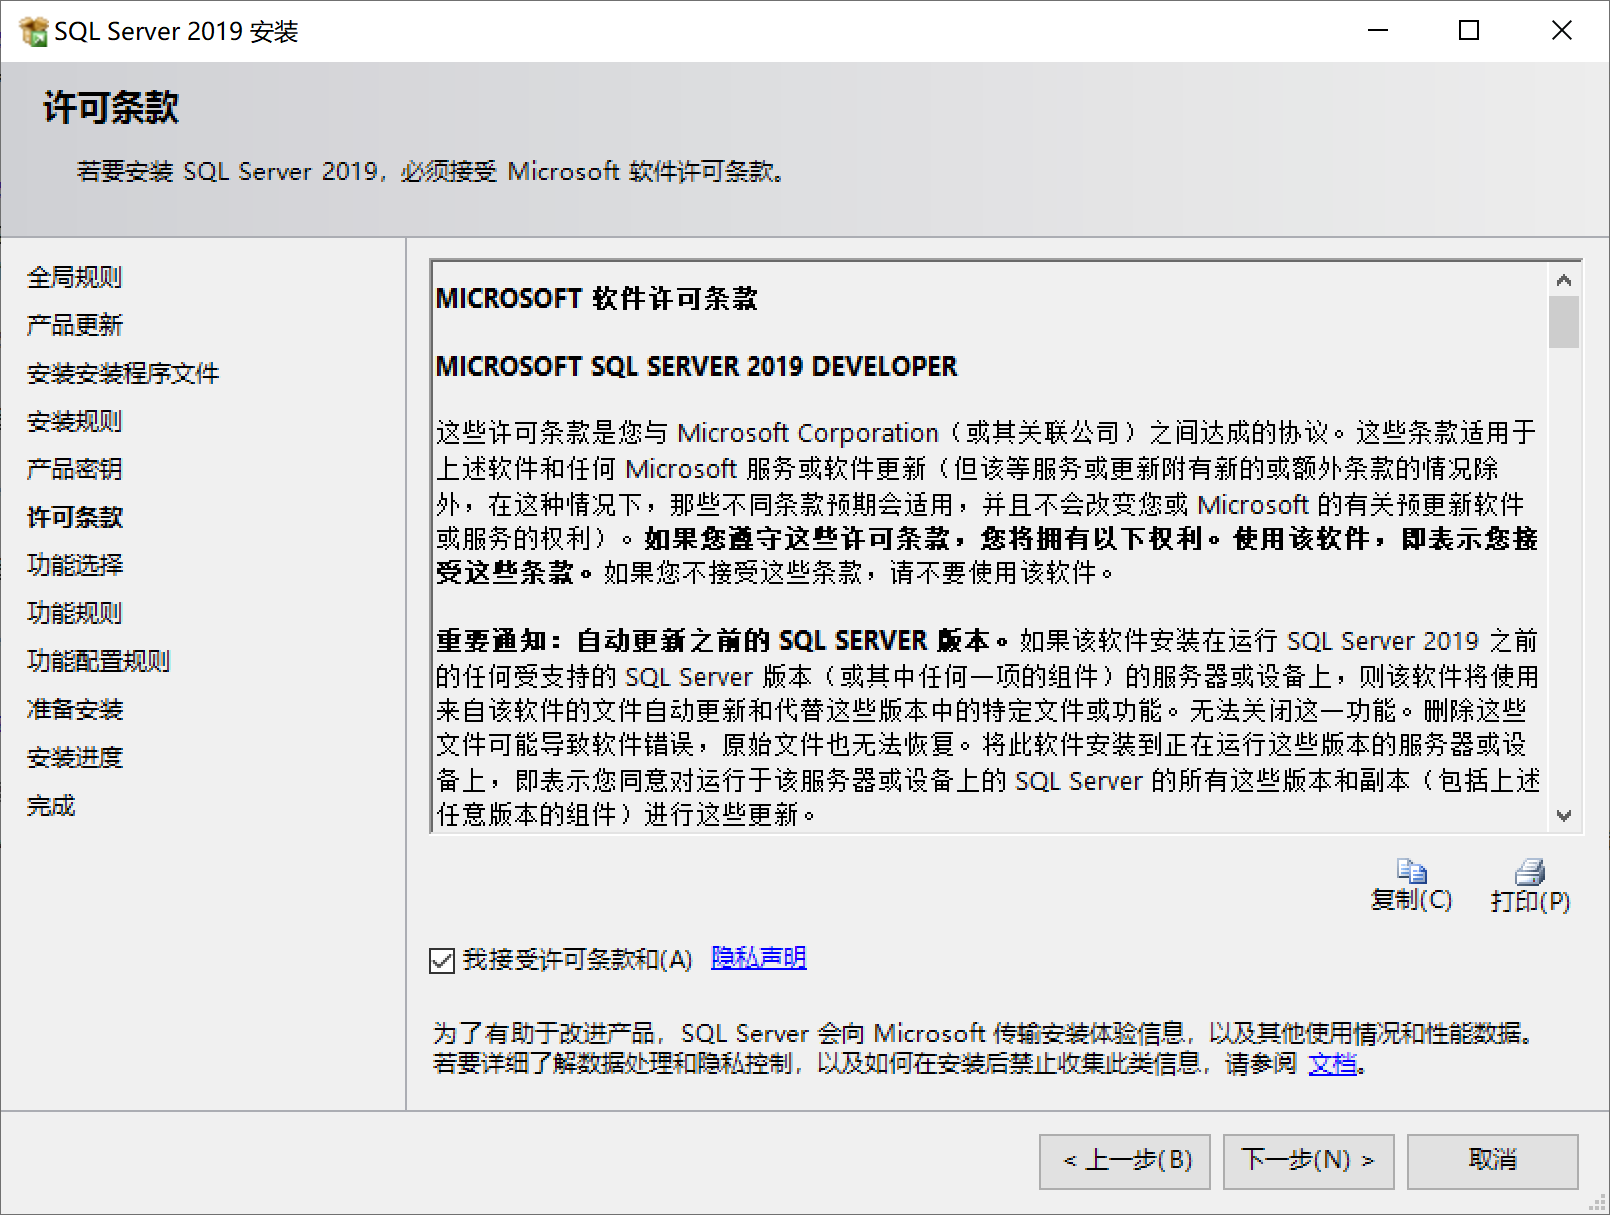 SQL Server 2019 安装
许可条款
若要安装 SQL Server 2019，必须接受 Microsoft 软件许可条款。
全局规则
产品更新
安装安装程序文件
安装规则
产品密钥
许可条款
功能选择
功能规则
功能配置规则
准备安装
安装进度
完成
MICROSOFT 软件许可条款
MICROSOFT SQL SERVER 2019 DEVELOPER
这些许可条款是您与 Microsoft Corporation（或其关联公司）之间达成的协议。这些条款适用于
上述软件和任何 Microsoft 服务或软件更新（但该等服务或更新附有新的或额外条款的情况除
外，在这种情况下，那些不同条款预期会适用，并且不会改变您或 Microsoft 的有关预更新软件
或服务的权利）。如果您遵守这些许可条款，您将拥有以下权利。使用该软件，即表示您接
受这些条款。如果您不接受这些条款，请不要使用该软件。
重要通知：自动更新之前的 SQL SERVER 版本。如果该软件安装在运行 SQL Server 2019 之前
的任何受支持的 SQL Server 版本（或其中任何一项的组件）的服务器或设备上，则该软件将使用
来自该软件的文件自动更新和代替这些版本中的特定文件或功能。无法关闭这一功能。删除这些
文件可能导致软件错误，原始文件也无法恢复。将此软件安装到正在运行这些版本的服务器或设
备上，即表示您同意对运行于该服务器或设备上的 SQL Server 的所有这些版本和副本（包括上述
任意版本的组件）进行这些更新。
复制(C)
打印(P)
我接受许可条款和(A) 隐私声明
为了有助于改进产品，SQL Server 会向 Microsoft 传输安装体验信息，以及其他使用情况和性能数据。
若要详细了解数据处理和隐私控制，以及如何在安装后禁止收集此类信息，请参阅 文档。
< 上一步(B)
下一步(N) >
取消